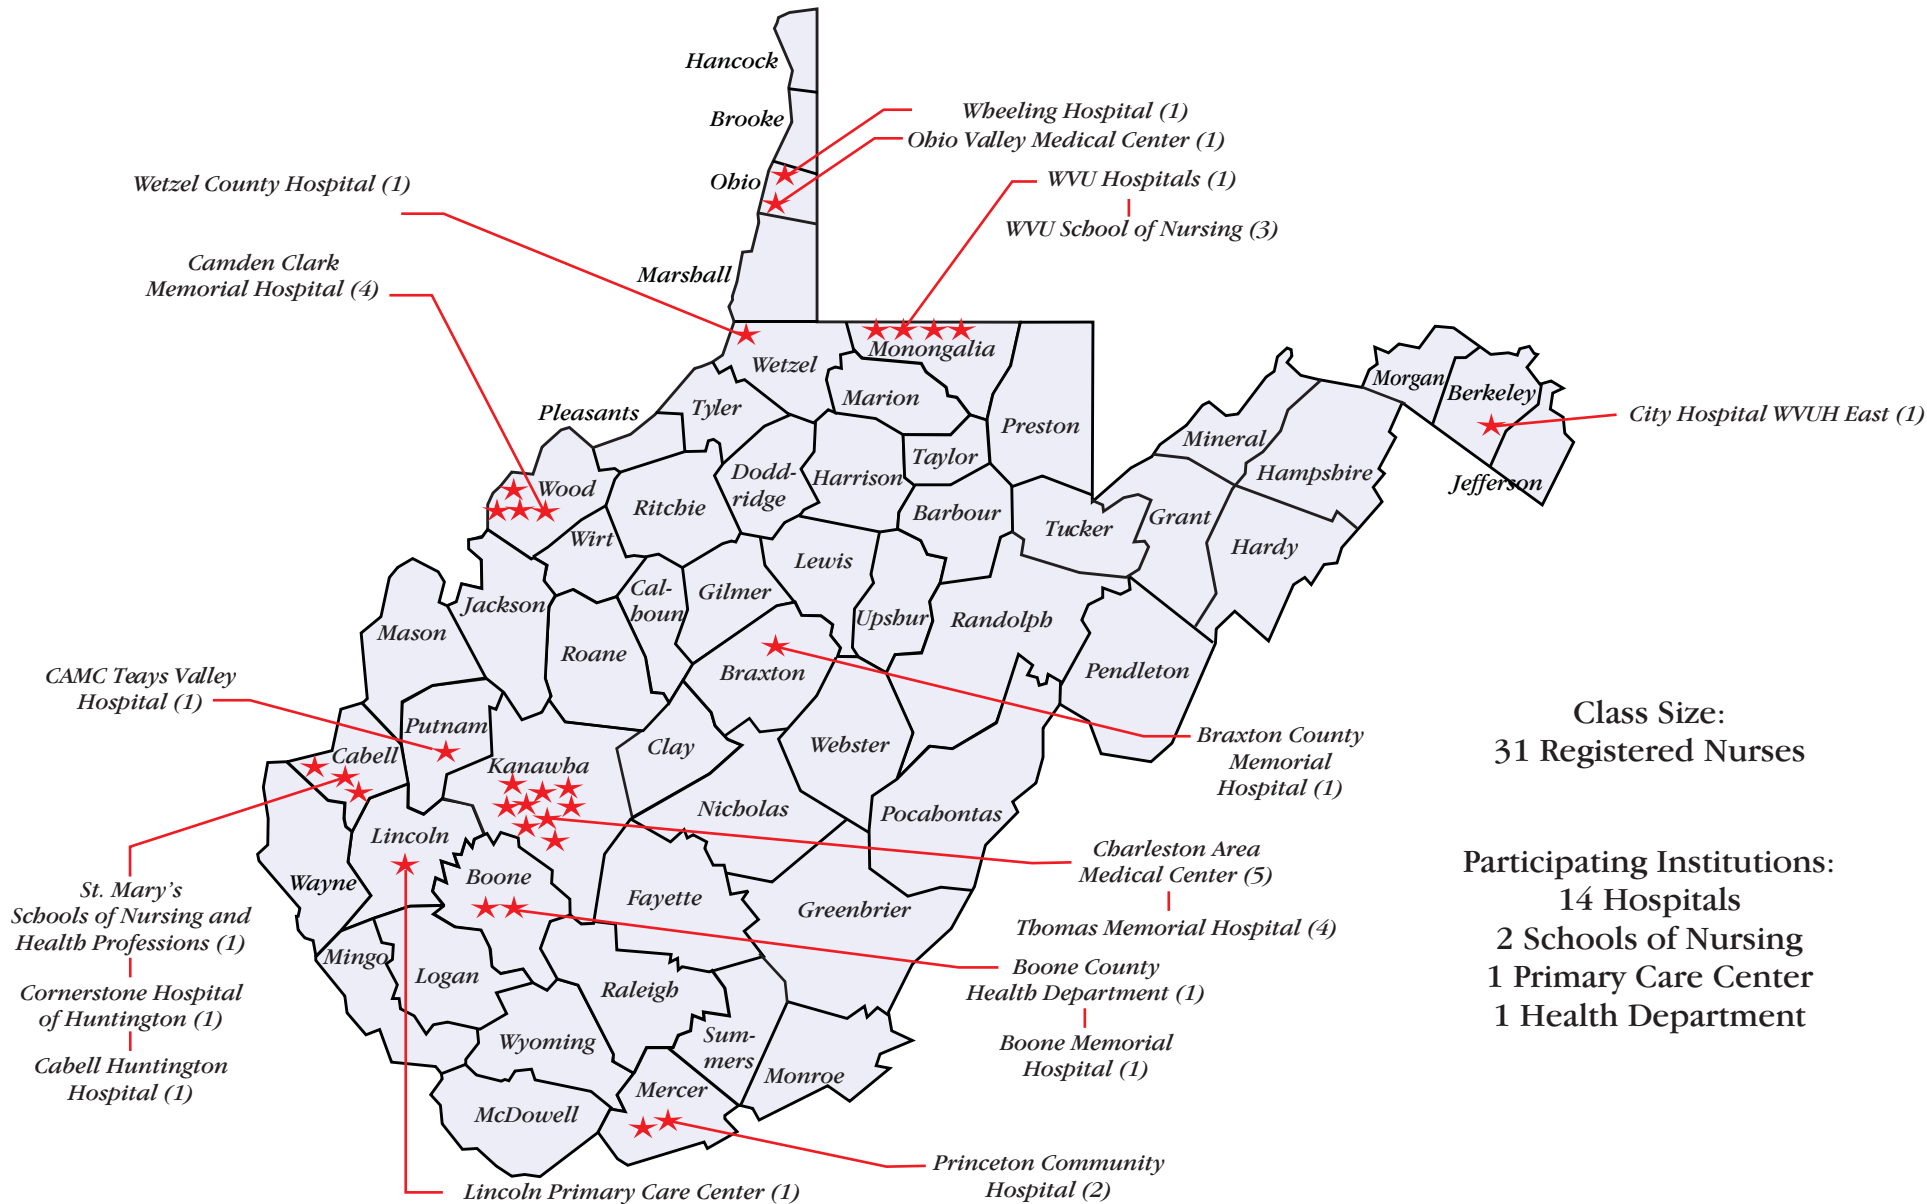 Hancock
Brooke
Ohio
Marshall
Wheeling Hospital (1)
Ohio Valley Medical Center (1)
WVU Hospitals (1)
WVU School of Nursing (3)
Wetzel County Hospital (1)
Camden Clark
Memorial Hospital (4)
Wetzel
Monongalia
Marion
Preston
Morgan
Berkeley
Jefferson
City Hospital WVUH East (1)
Pleasants
Tyler
Wood
Ritchie
Dodd-
ridge
Harrison
Taylor
Barbour
Tucker
Mineral
Hampshire
Grant
Hardy
Wirt
Jackson
Cal-
houn
Gilmer
Lewis
Upshur
Randolph
Pendleton
Mason
Roane
Braxton
CAMC Teays Valley
Hospital (1)
Putnam
Cabell
Kanawha
Clay
Webster
Nicholas
Pocahontas
Braxton County
Memorial
Hospital (1)
Class Size:
31 Registered Nurses
Participating Institutions:
14 Hospitals
2 Schools of Nursing
1 Primary Care Center
1 Health Department
Lincoln
Wayne
Boone
Fayette
Greenbrier
Charleston Area
Medical Center (5)
Thomas Memorial Hospital (4)
St. Mary's
Schools of Nursing and
Health Professions (1)
Cornerstone Hospital
of Huntington (1)
Cabell Huntington
Hospital (1)
Mingo
Logan
Raleigh
Boone County
Health Department (1)
Boone Memorial
Hospital (1)
Wyoming
Sum-
mers
Monroe
McDowell
Mercer
Princeton Community
Hospital (2)
Lincoln Primary Care Center (1)